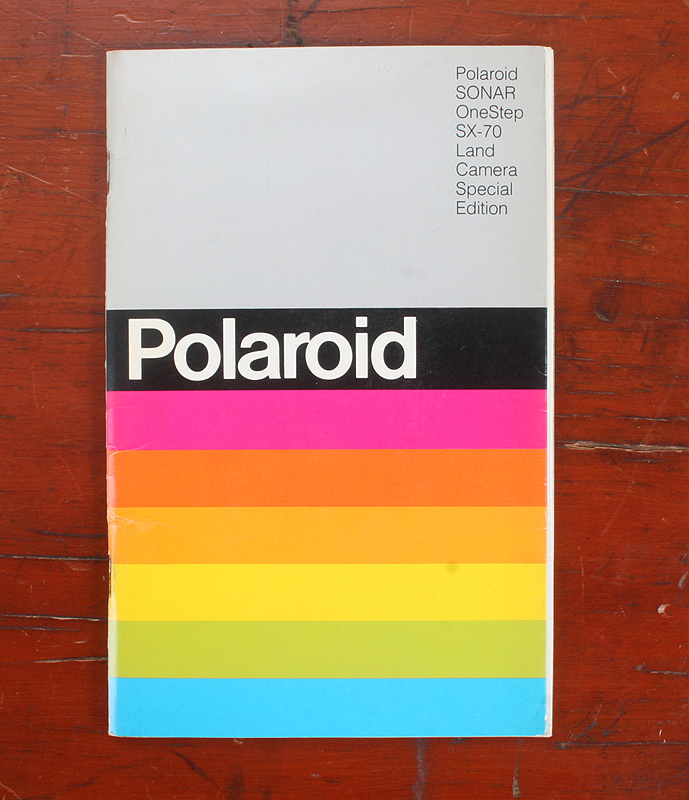 Polaroid
SONAR
OneStep
SX-70
Land
Camera
Special
Edition
Polaroid